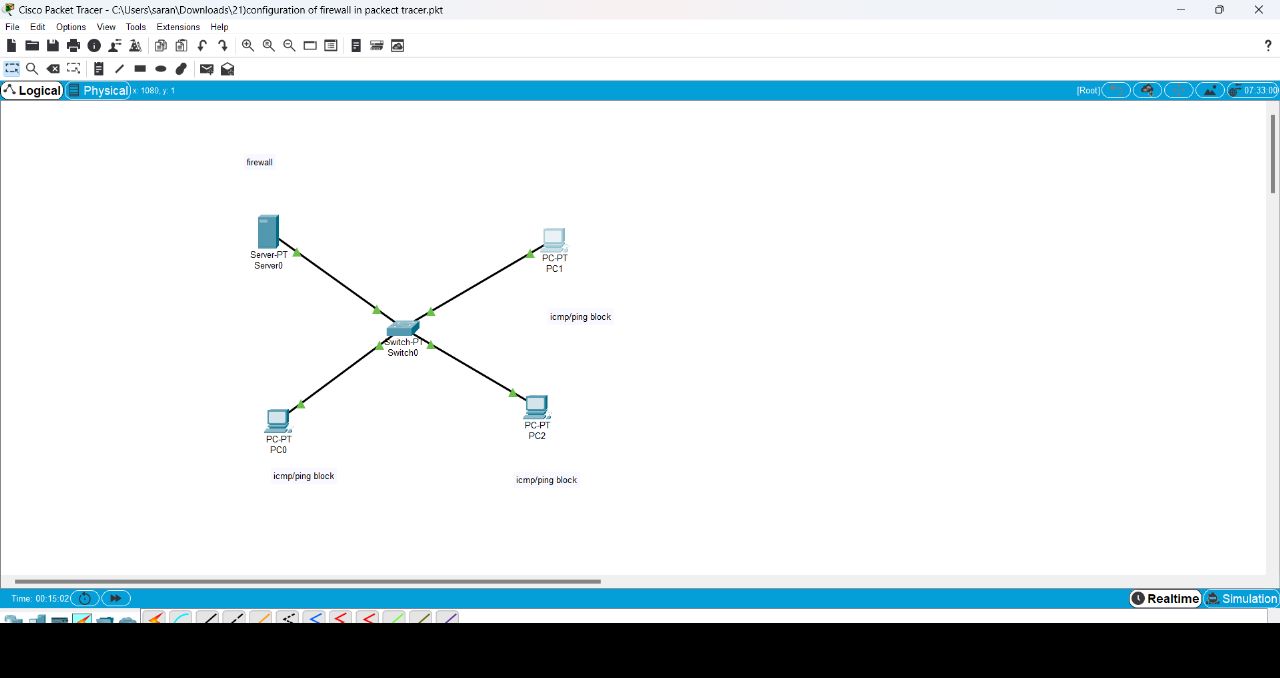 Cisco Packet Tracer - C:\Users\saran\Downloads\21)configuration of firewall in packect tracer.pkt
File Edit Options View Tools Extensions Help
?
Logical Physical x: 1080, y: 1 [Root] 07:33:00
firewall
Server-PT
Server0
PC-PT
PC1
icmp/ping block
Switch-PT
Switch0
PC-PT
PC0
PC-PT
PC2
icmp/ping block
icmp/ping block
Time: 00:15:02 Realtime Simulation